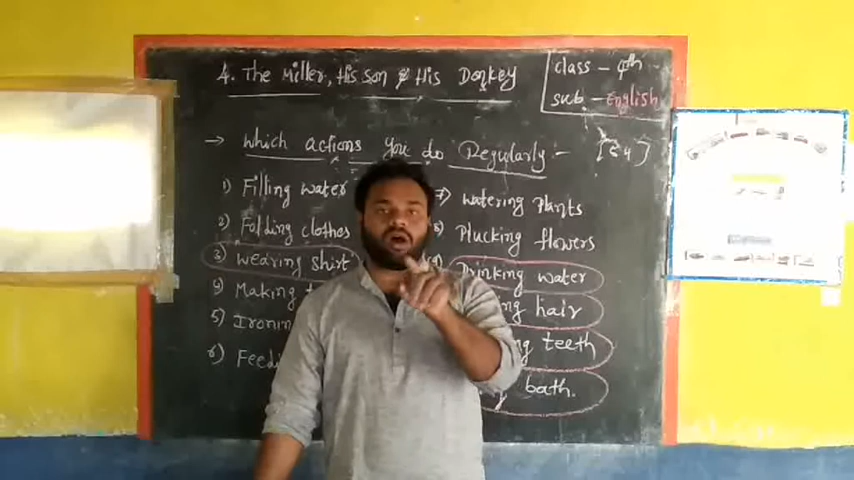 4. The Miller, His Son & His Donkey
class - 4th
sub - English
→ which actions you do Regularly -
1) Filling water
2) Folding clothes
3) wearing shirt
4) Making
5)
6)
7) watering Plants
8) Plucking flowers
Drinking water
hair
teeth
bath.